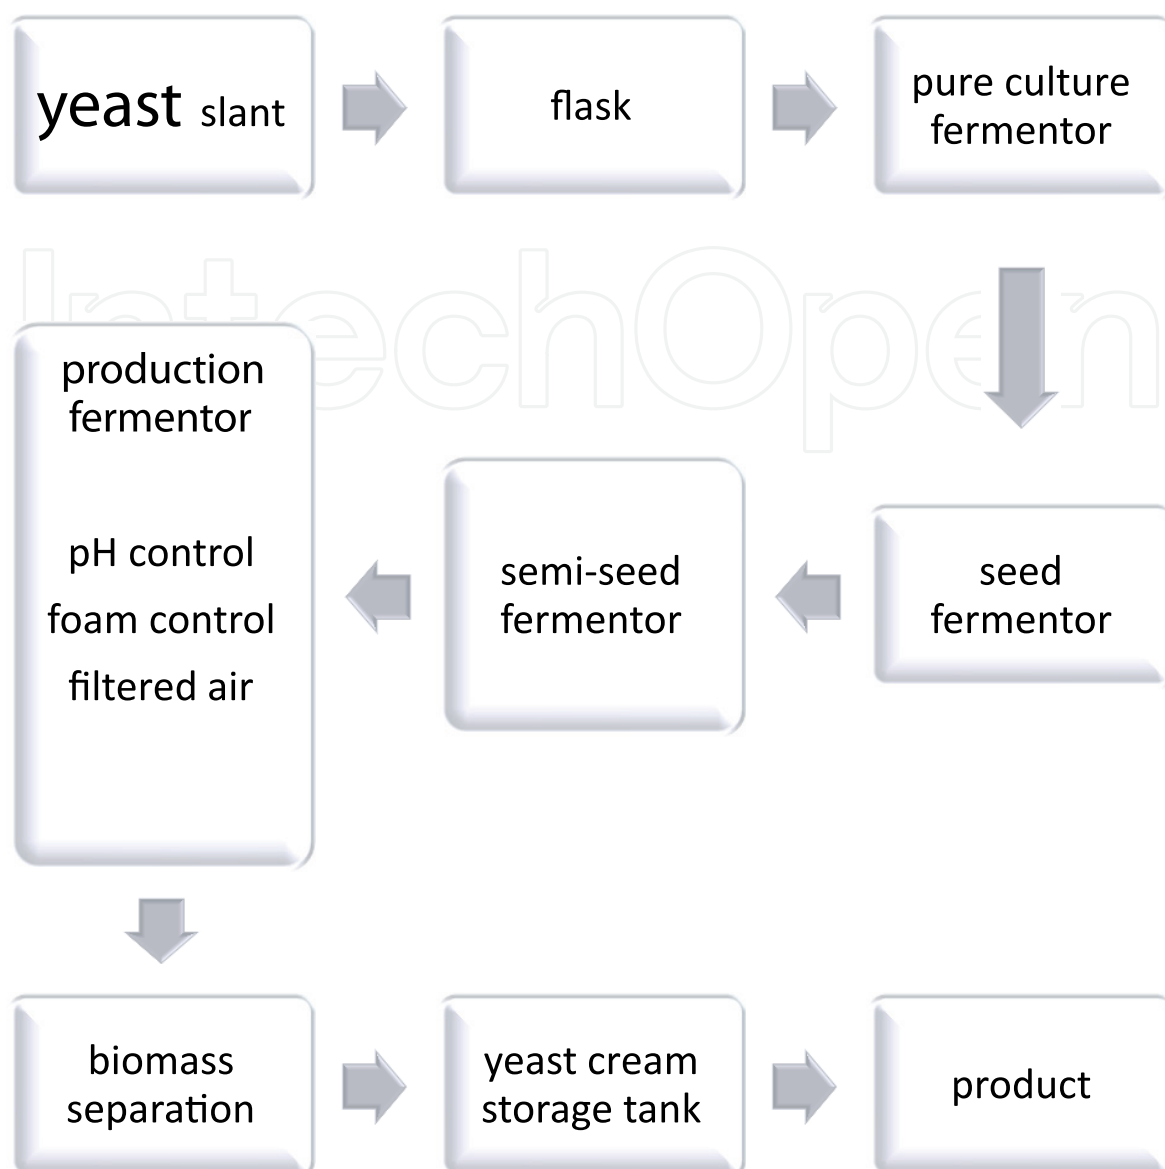 yeast slant
flask
pure culture
fermentor
IntechOpen
production
fermentor
pH control
foam control
filtered air
semi-seed
fermentor
seed
fermentor
biomass
separation
yeast cream
storage tank
product